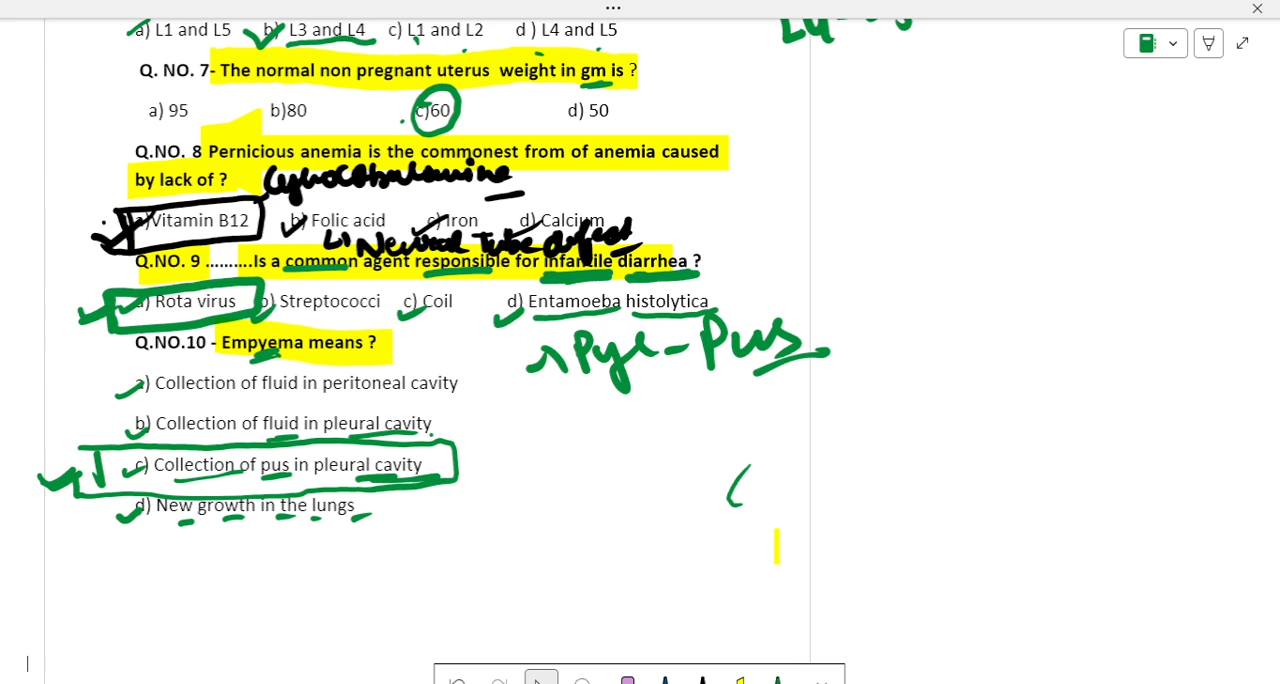 a) L1 and L5 b) L3 and L4 c) L1 and L2 d ) L4 and L5
Q. NO. 7- The normal non pregnant uterus weight in gm is ?
a) 95 b)80 c)60 d) 50
Q.NO. 8 Pernicious anemia is the commonest from of anemia caused
by lack of ?
a)Vitamin B12 b) Folic acid c) Iron d) Calcium
Neural Tube defect
Q.NO. 9 ..........Is a common agent responsible for infantile diarrhea ?
a) Rota virus b) Streptococci c) Coil d) Entamoeba histolytica
Q.NO.10 - Empyema means ?
Pye - Pus
a) Collection of fluid in peritoneal cavity
b) Collection of fluid in pleural cavity
c) Collection of pus in pleural cavity
d) New growth in the lungs